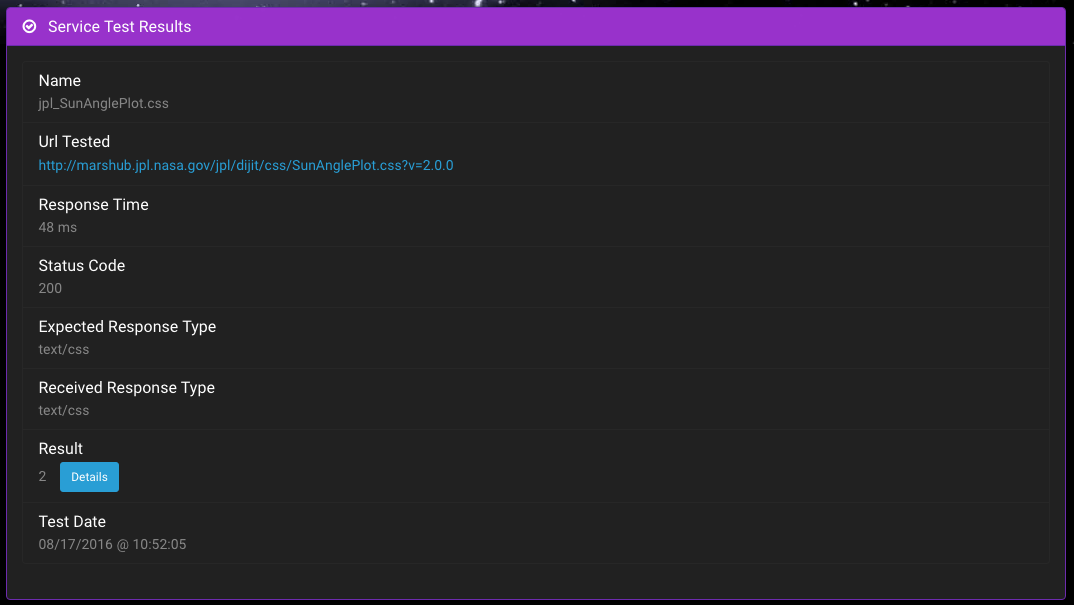 Service Test Results
Name
jpl_SunAnglePlot.css
Url Tested
http://marshub.jpl.nasa.gov/jpl/dijit/css/SunAnglePlot.css?v=2.0.0
Response Time
48 ms
Status Code
200
Expected Response Type
text/css
Received Response Type
text/css
Result
2 Details
Test Date
08/17/2016 @ 10:52:05